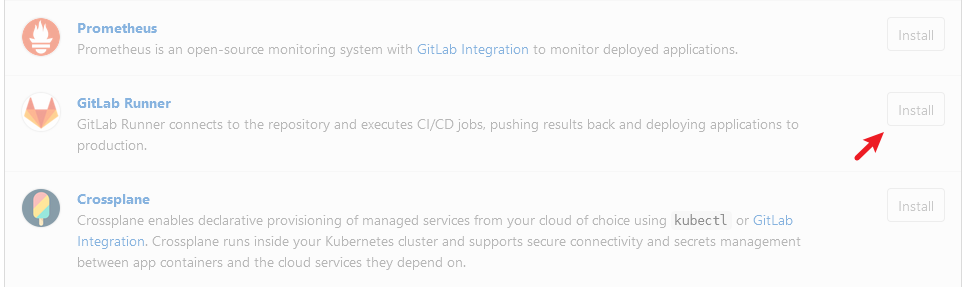 Prometheus
Prometheus is an open-source monitoring system with GitLab Integration to monitor deployed applications.
Install
GitLab Runner
GitLab Runner connects to the repository and executes CI/CD jobs, pushing results back and deploying applications to
production.
Install
Crossplane
Crossplane enables declarative provisioning of managed services from your cloud of choice using kubectl or GitLab
Integration. Crossplane runs inside your Kubernetes cluster and supports secure connectivity and secrets management
between app containers and the cloud services they depend on.
Install